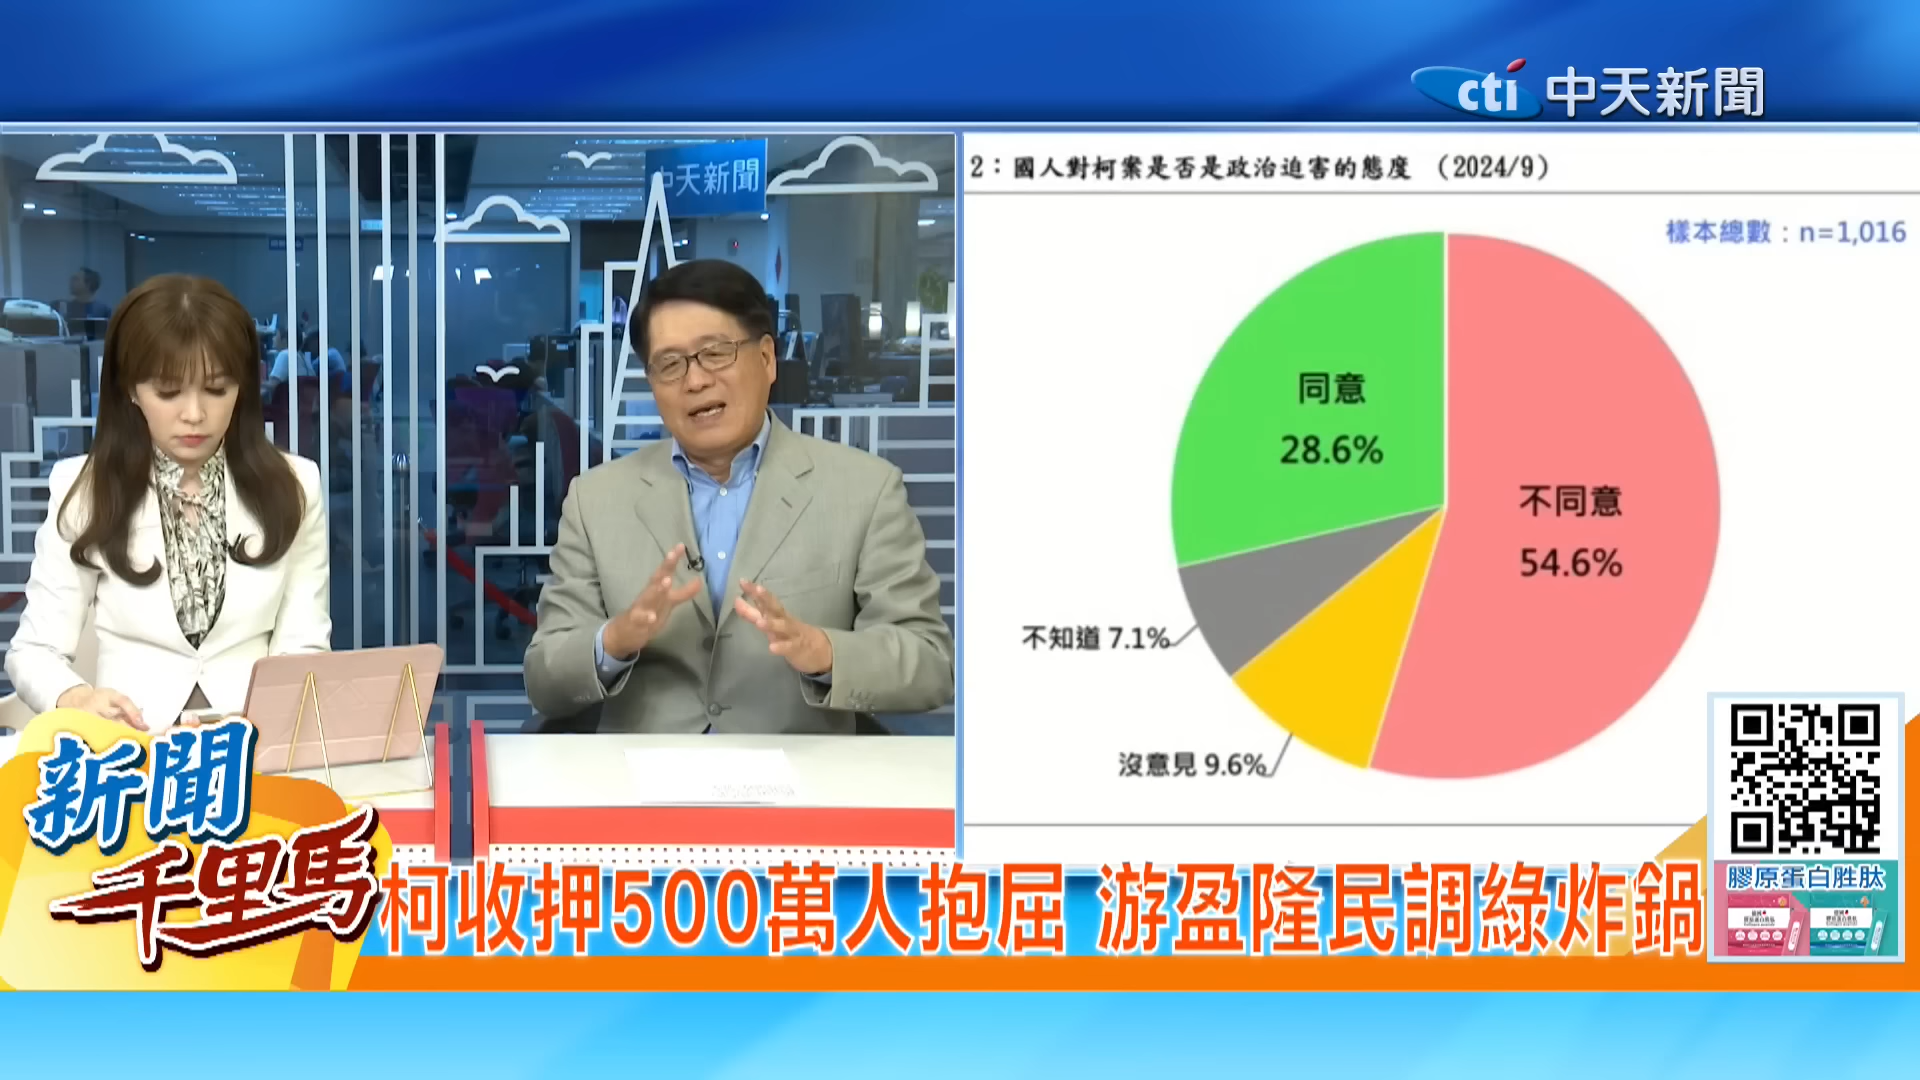 cti 中天新聞
中天新聞
2：國人對柯案是否是政治迫害的態度 （2024/9）
樣本總數：n=1,016
同意
28.6%
不同意
54.6%
不知道 7.1%
沒意見 9.6%
新聞
千里馬
柯收押500萬人抱屈 游盈隆民調綠炸鍋
膠原蛋白胜肽